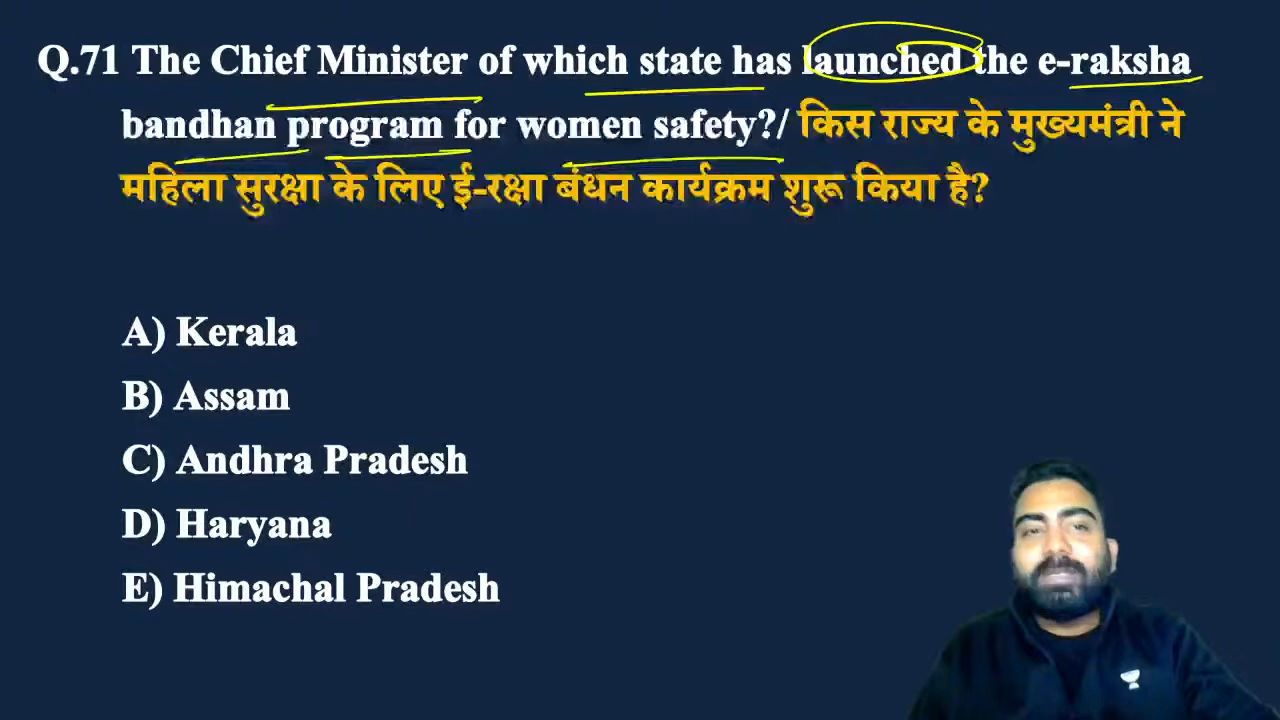 Q.71 The Chief Minister of which state has launched the e-raksha
bandhan program for women safety?/ किस राज्य के मुख्यमंत्री ने
महिला सुरक्षा के लिए ई-रक्षा बंधन कार्यक्रम शुरू किया है?
A) Kerala
B) Assam
C) Andhra Pradesh
D) Haryana
E) Himachal Pradesh